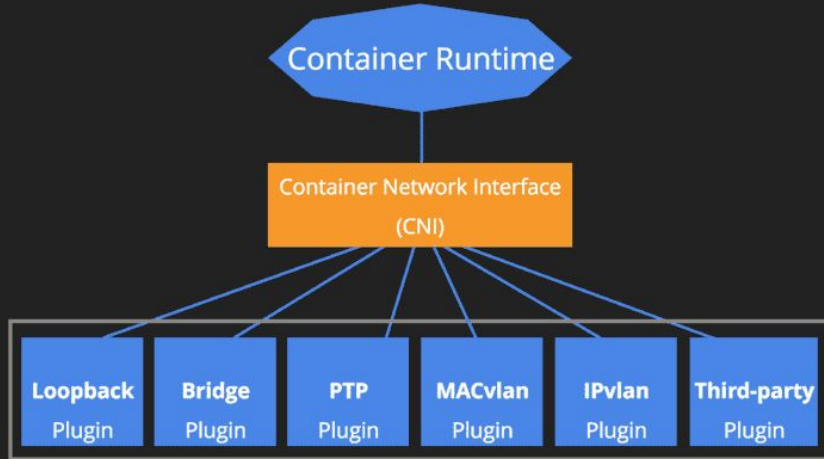 Container Runtime
Container Network Interface
(CNI)
Loopback
Plugin
Bridge
Plugin
PTP
Plugin
MACvlan
Plugin
IPvlan
Plugin
Third-party
Plugin